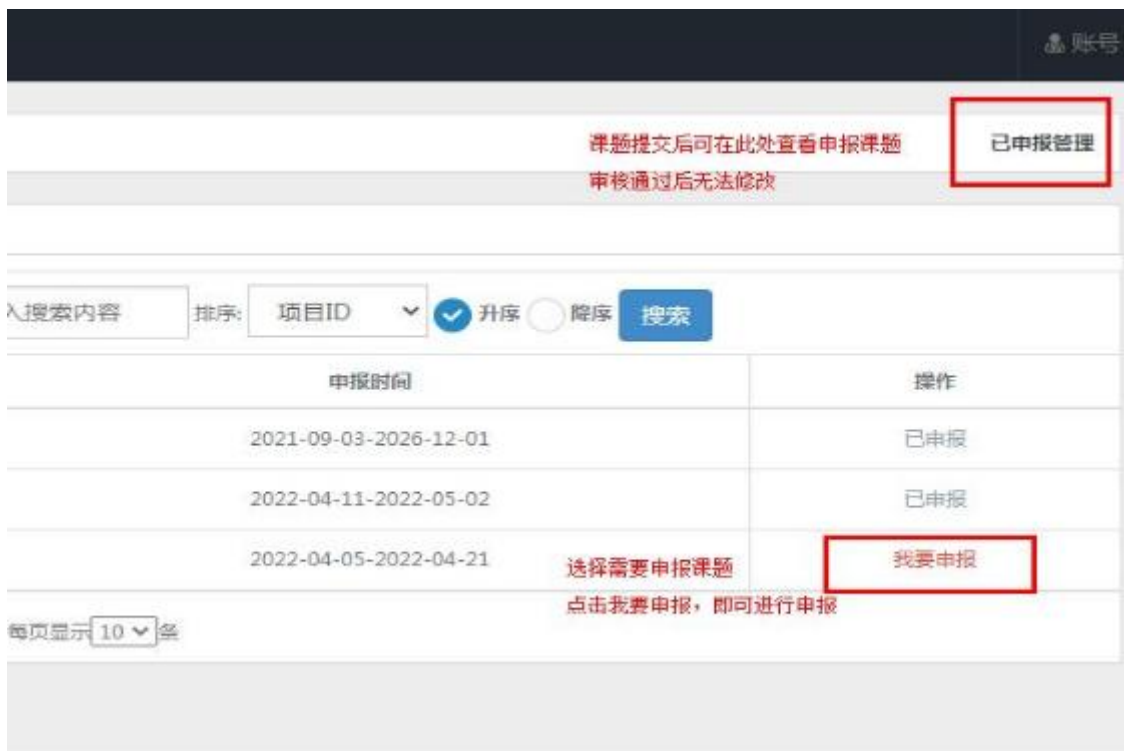 账号
课题提交后可在此处查看申报课题
已申报管理
审核通过后无法修改
入搜索内容 排序: 项目ID 升序 降序 搜索
申报时间 操作
2021-09-03-2026-12-01 已申报
2022-04-11-2022-05-02 已申报
2022-04-05-2022-04-21 我要申报
选择需要申报课题
点击我要申报，即可进行申报
每页显示 10 条